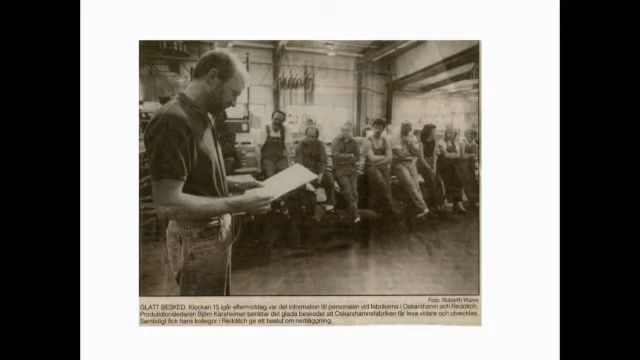 Foto: Roberth Walve
GLATT BESKED. Klockan 15 igår eftermiddag var det information till personalen vid fabrikerna i Oskarshamn och Redditch.
Produktionsledaren Björn Karsheimer berättar det glada beskedet att Oskarshamnsfabriken får leva vidare och utvecklas.
Samtidigt fick hans kollegor i Redditch ge ett beslut om nedläggning.